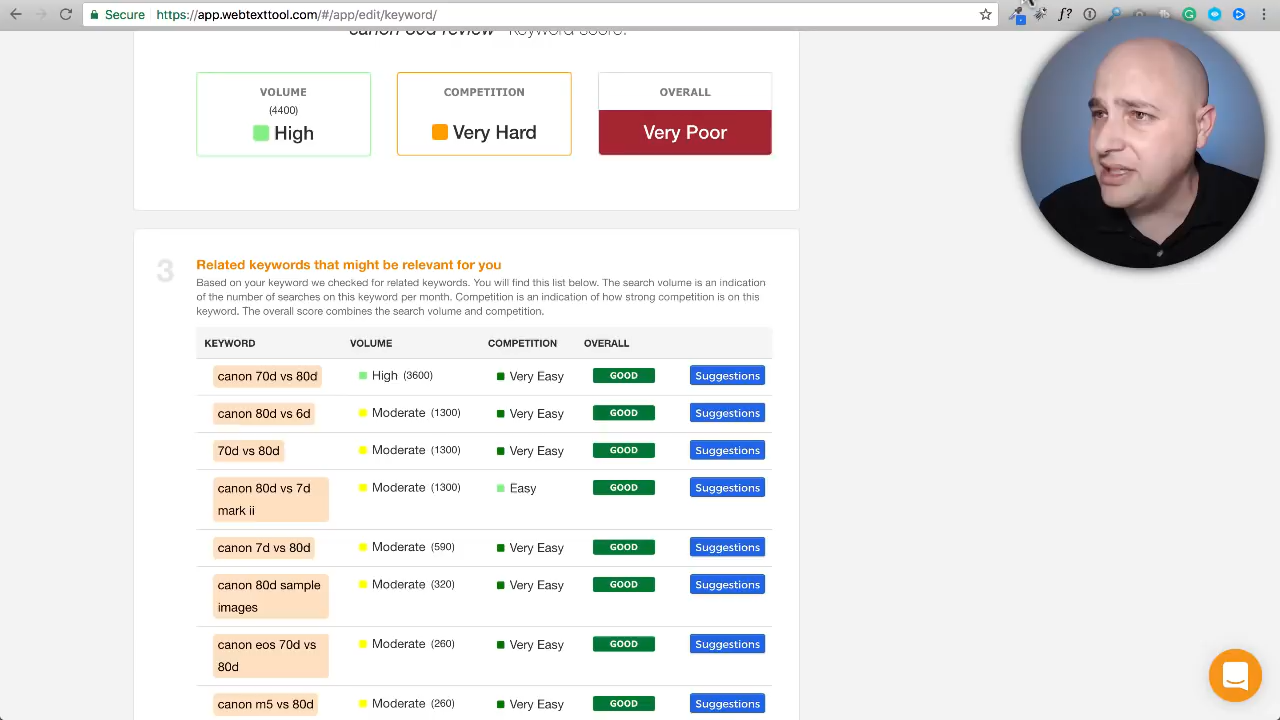 Secure https://app.webtexttool.com/#/app/edit/keyword/
canon 80d review Keyword score:
VOLUME COMPETITION OVERALL
(4400)
High Very Hard Very Poor
3
Related keywords that might be relevant for you
Based on your keyword we checked for related keywords. You will find this list below. The search volume is an indication
of the number of searches on this keyword per month. Competition is an indication of how strong competition is on this
keyword. The overall score combines the search volume and competition.
KEYWORD VOLUME COMPETITION OVERALL
canon 70d vs 80d High (3600) Very Easy GOOD Suggestions
canon 80d vs 6d Moderate (1300) Very Easy GOOD Suggestions
70d vs 80d Moderate (1300) Very Easy GOOD Suggestions
canon 80d vs 7d Moderate (1300) Easy GOOD Suggestions
mark ii
canon 7d vs 80d Moderate (590) Very Easy GOOD Suggestions
canon 80d sample Moderate (320) Very Easy GOOD Suggestions
images
canon eos 70d vs Moderate (260) Very Easy GOOD Suggestions
80d
canon m5 vs 80d Moderate (260) Very Easy GOOD Suggestions